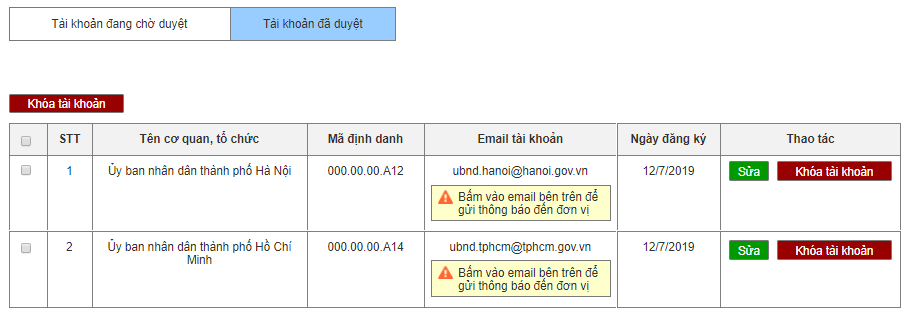 Tài khoản đang chờ duyệt Tài khoản đã duyệt
Khóa tài khoản
STT Tên cơ quan, tổ chức Mã định danh Email tài khoản Ngày đăng ký Thao tác
1 Ủy ban nhân dân thành phố Hà Nội 000.00.00.A12 ubnd.hanoi@hanoi.gov.vn 12/7/2019 Sửa Khóa tài khoản
Bấm vào email bên trên để
gửi thông báo đến đơn vị
2 Ủy ban nhân dân thành phố Hồ Chí 000.00.00.A14 ubnd.tphcm@tphcm.gov.vn 12/7/2019 Sửa Khóa tài khoản
Minh
Bấm vào email bên trên để
gửi thông báo đến đơn vị